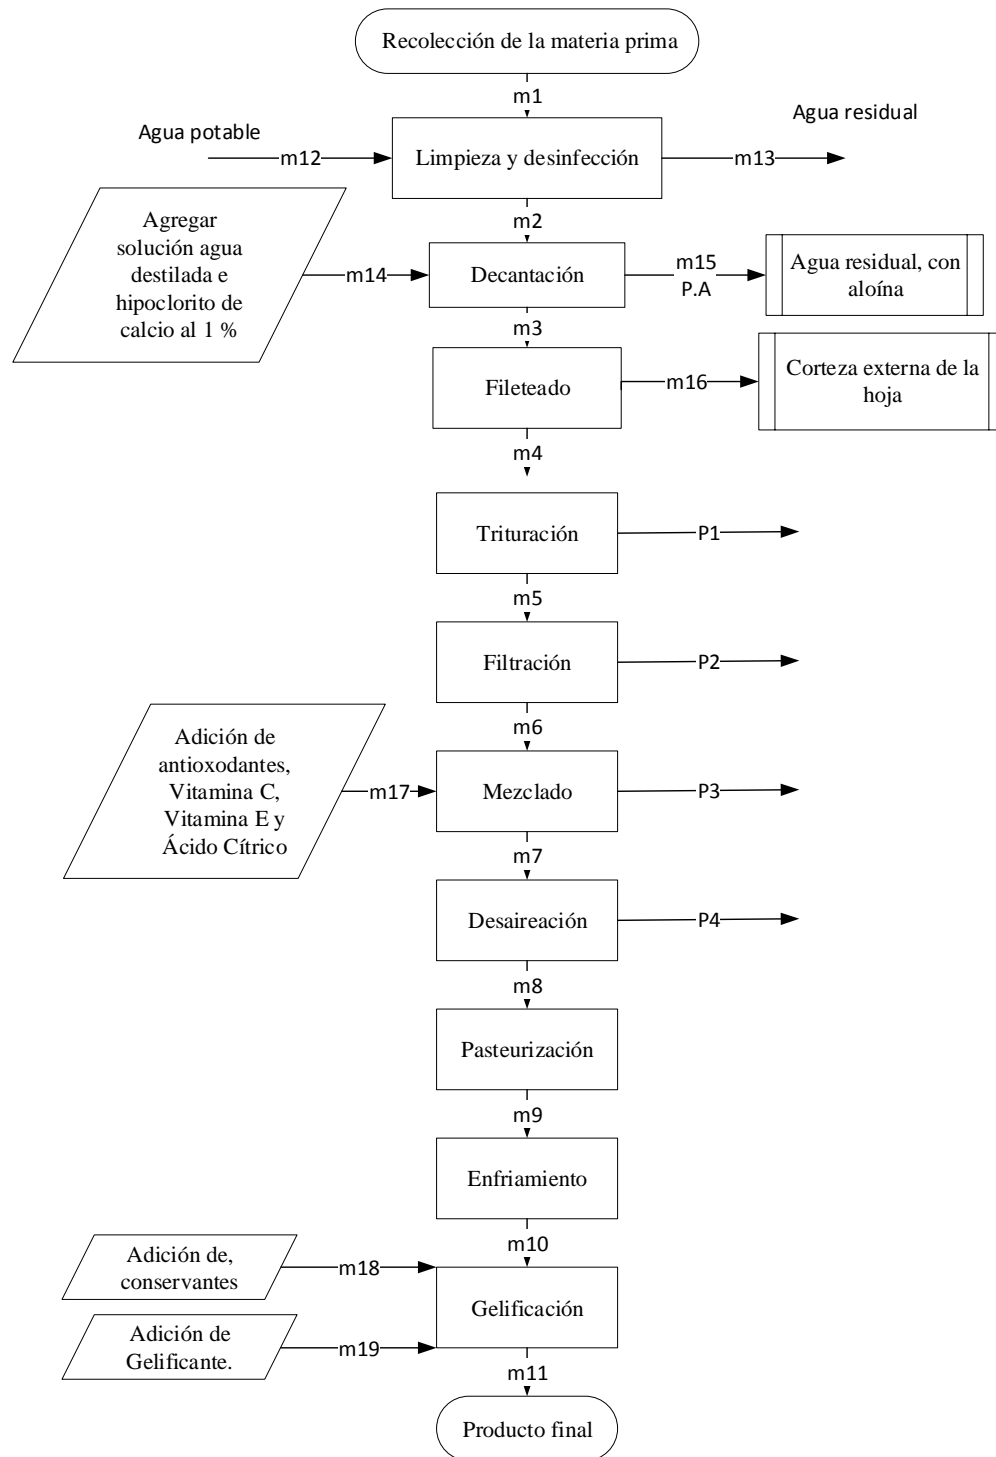 Recolección de la materia prima
m1
Agua potable
Agua residual
m12
Limpieza y desinfección
m13
m2
Agregar
solución agua
destilada e
hipoclorito de
calcio al 1 %
m14
Decantación
m15
P.A
Agua residual, con
aloína
m3
Fileteado
m16
Corteza externa de la
hoja
m4
Trituración
P1
m5
Filtración
P2
m6
Adición de
antioxodantes,
Vitamina C,
Vitamina E y
Ácido Cítrico
m17
Mezclado
P3
m7
Desaireación
P4
m8
Pasteurización
m9
Enfriamiento
m10
Adición de,
conservantes
m18
Gelificación
Adición de
Gelificante.
m19
m11
Producto final